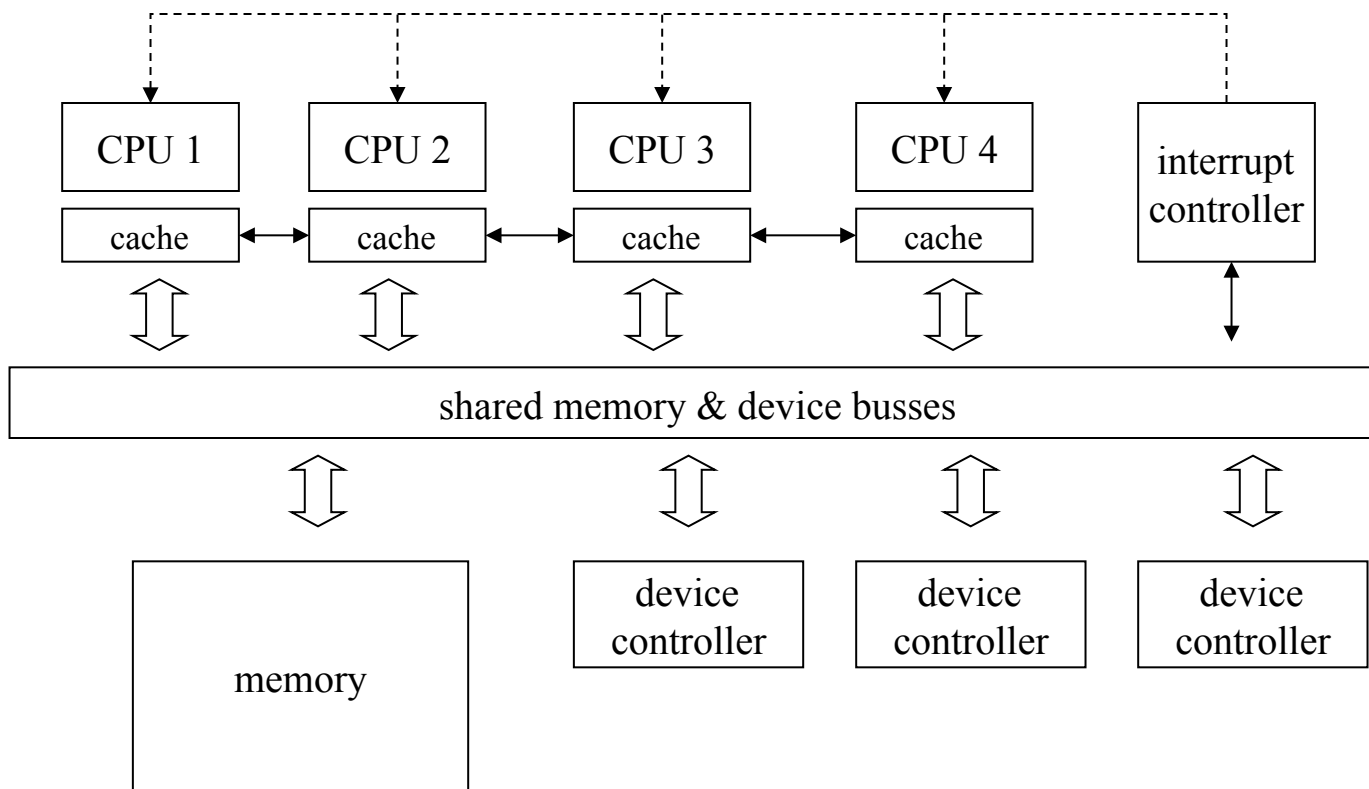 CPU 1
CPU 2
CPU 3
CPU 4
interrupt
controller
cache
cache
cache
cache
shared memory & device busses
memory
device
controller
device
controller
device
controller